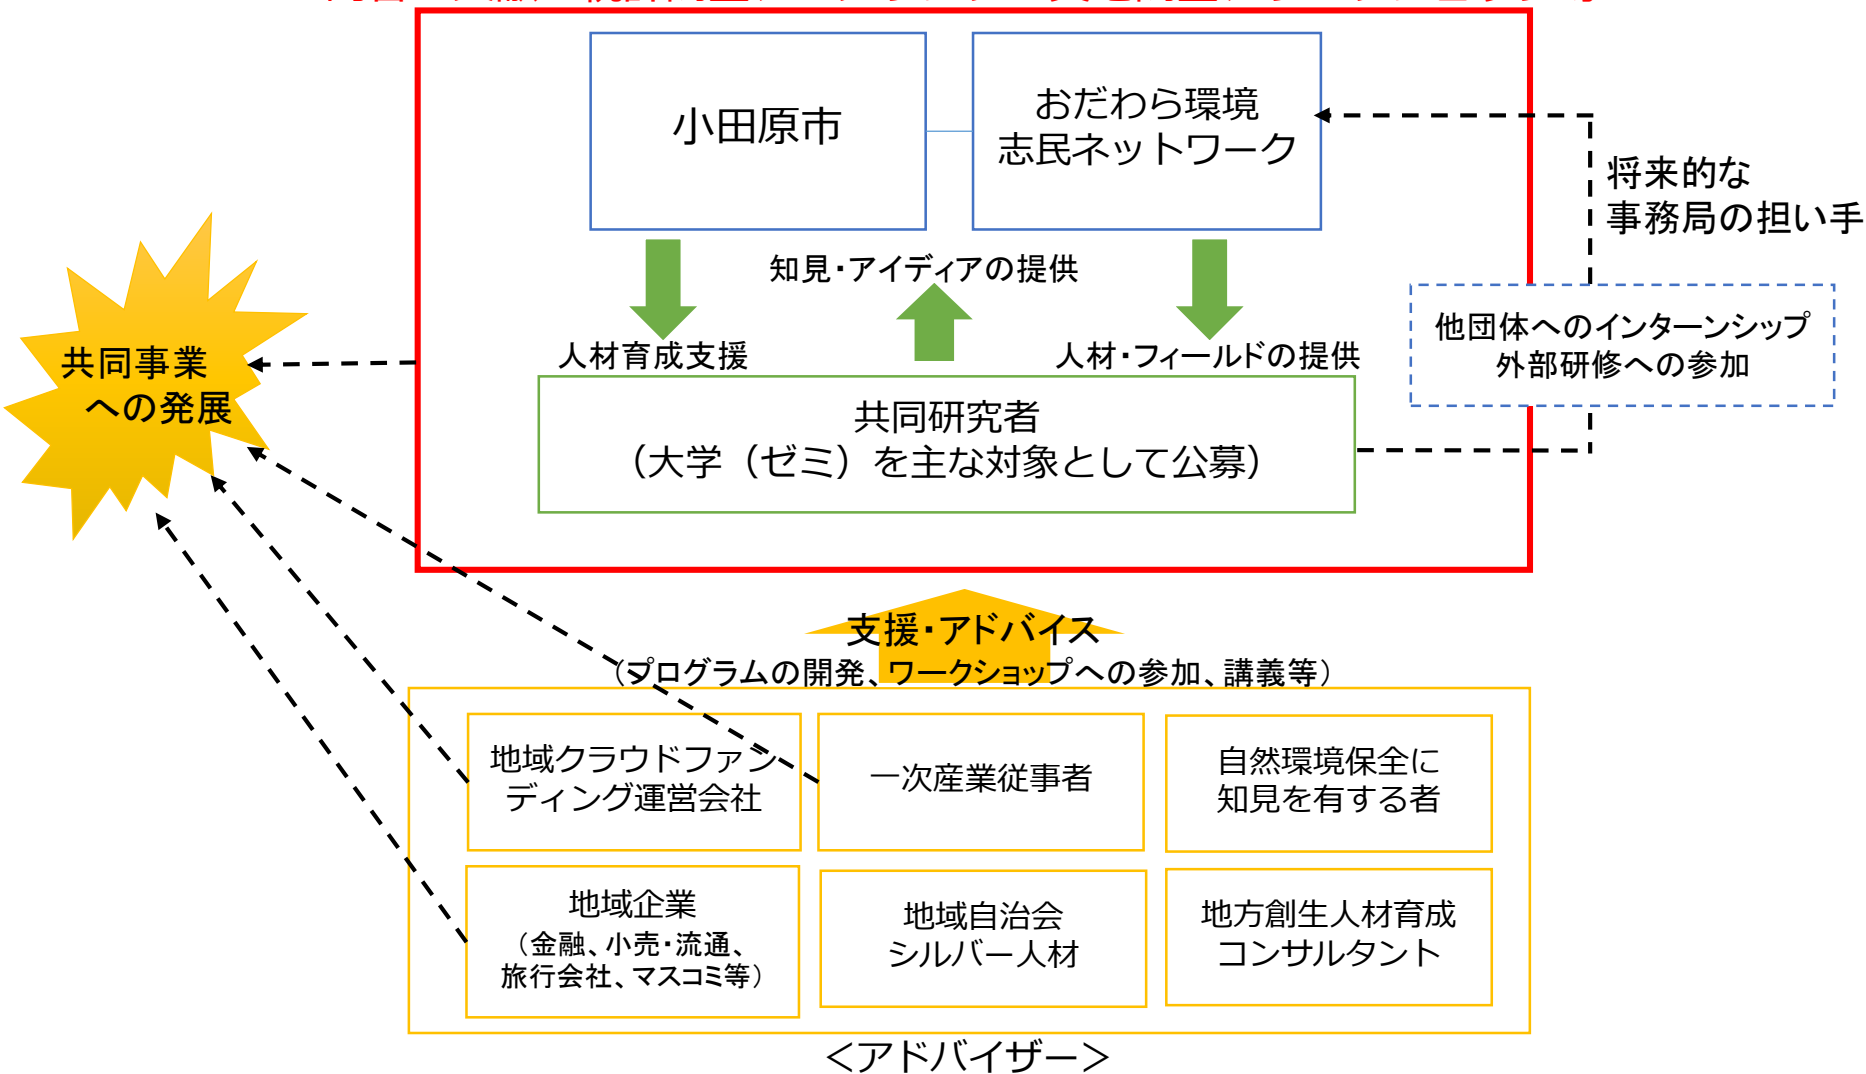 小田原市
おだわら環境
志民ネットワーク
将来的な
事務局の担い手
知見・アイディアの提供
人材育成支援
人材・フィールドの提供
他団体へのインターンシップ
外部研修への参加
共同事業
への発展
共同研究者
（大学（ゼミ）を主な対象として公募）
支援・アドバイス
（プログラムの開発、ワークショップへの参加、講義等）
地域クラウドファン
ディング運営会社
一次産業従事者
自然環境保全に
知見を有する者
地域企業
（金融、小売・流通、
旅行会社、マスコミ等）
地域自治会
シルバー人材
地方創生人材育成
コンサルタント
＜アドバイザー＞